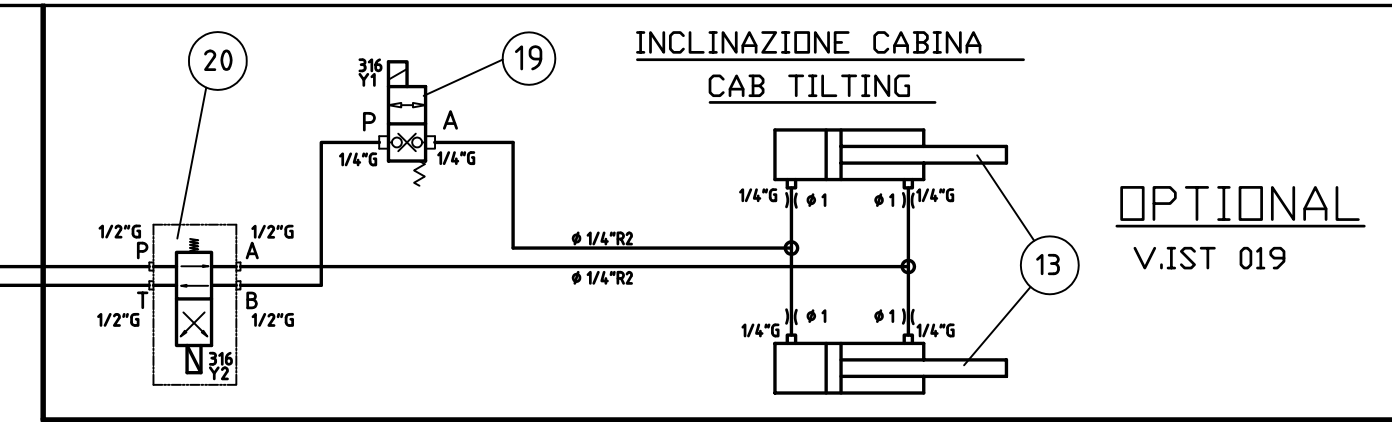 INCLINAZIONE CABINA
CAB TILTING
20
19
316
Y1
P
A
1/4"G
1/4"G
1/4"G
ø 1
ø 1
1/4"G
OPTIONAL
V.IST 019
1/2"G
1/2"G
P
A
ø 1/4"R2
ø 1/4"R2
13
T
B
1/2"G
1/2"G
1/4"G
ø 1
ø 1
1/4"G
316
Y2